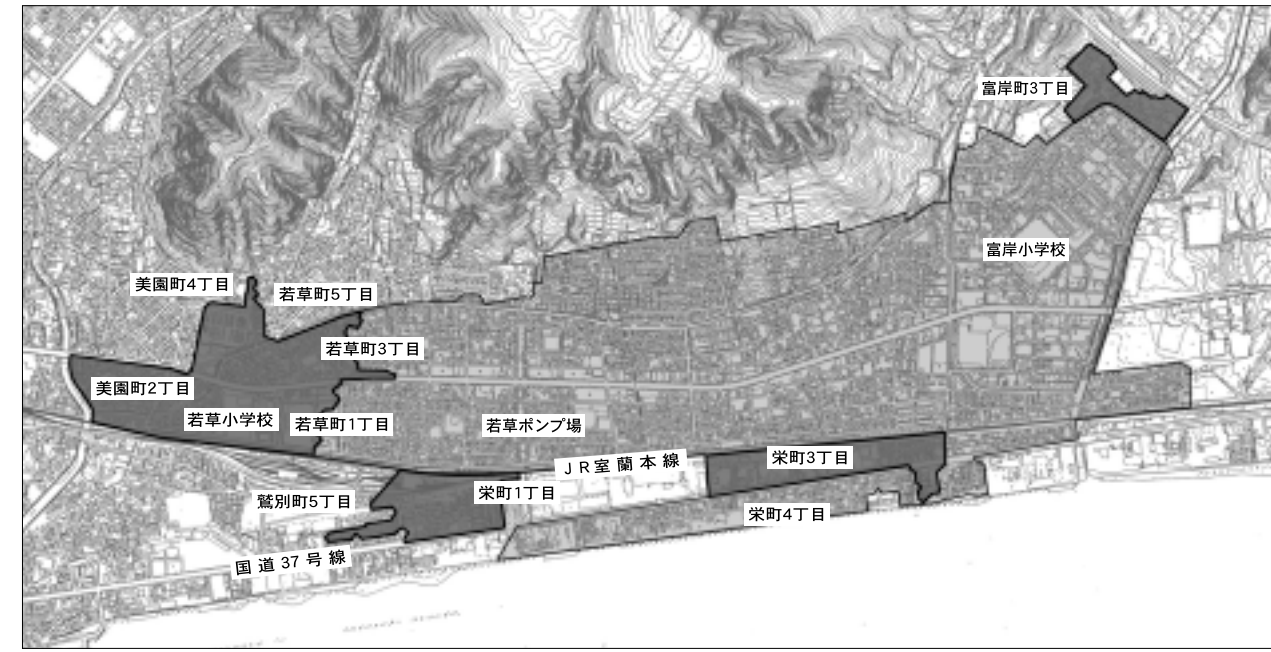 富岸町3丁目
富岸小学校
美園町4丁目
若草町5丁目
若草町3丁目
美園町2丁目
若草小学校
若草町1丁目
若草ポンプ場
JR室蘭本線
栄町3丁目
鷲別町5丁目
栄町1丁目
栄町4丁目
国道37号線